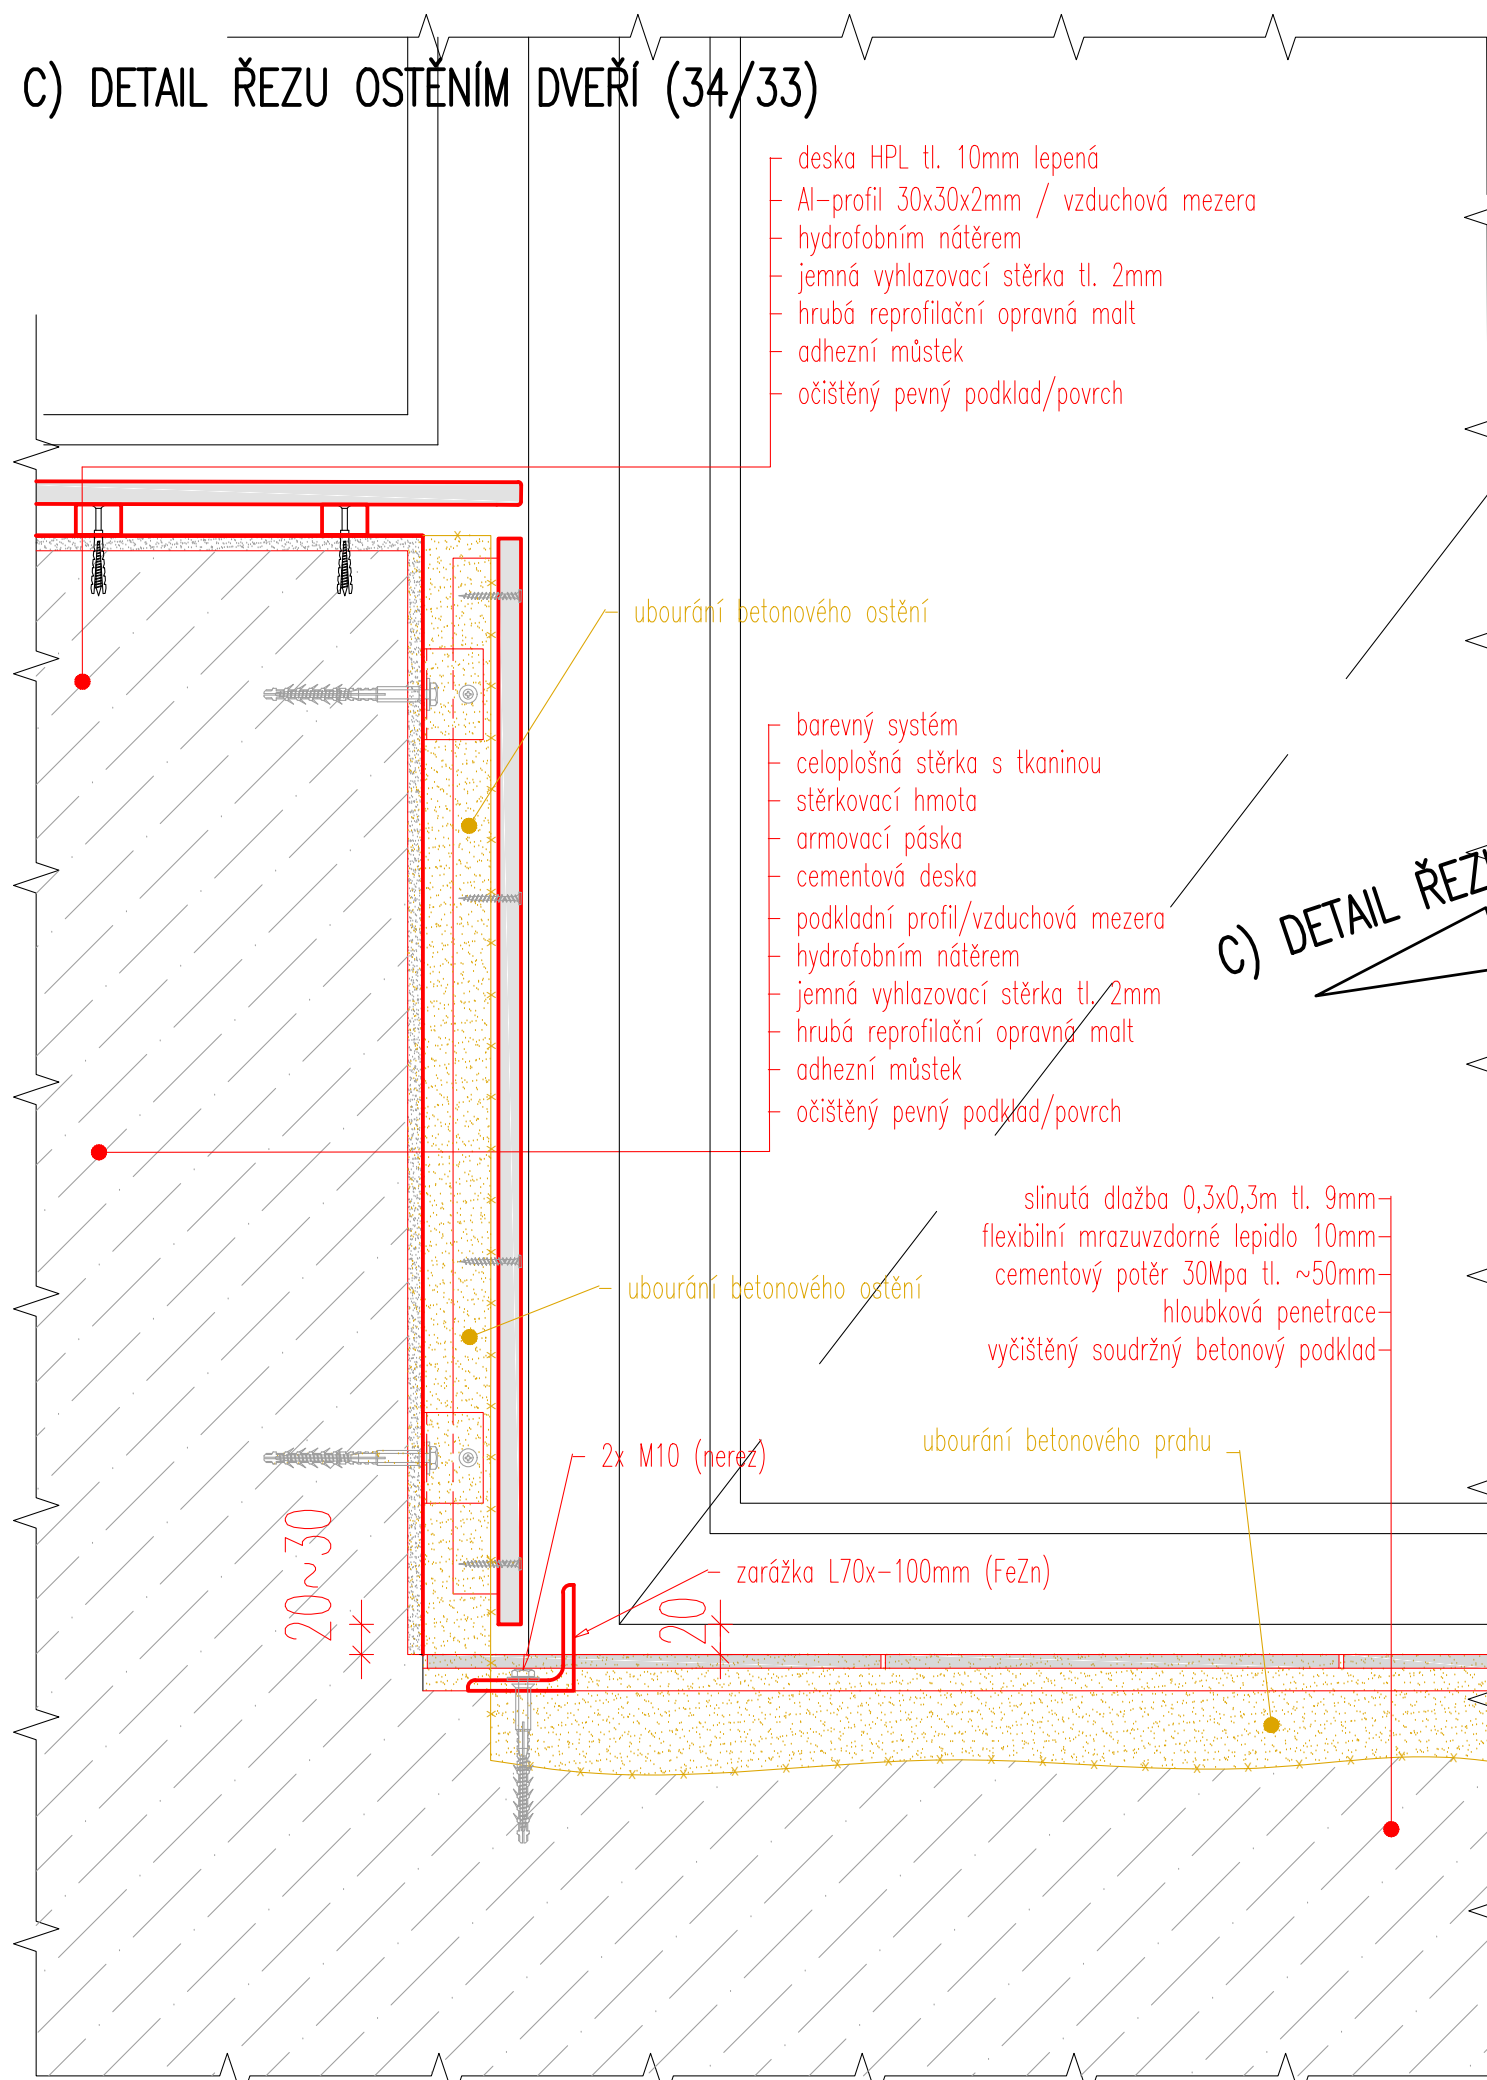 C) DETAIL ŘEZU OSTĚNÍM DVEŘÍ (34/33)
deska HPL tl. 10mm lepená
Al-profil 30x30x2mm / vzduchová mezera
hydrofobním nátěrem
jemná vyhlazovací stěrka tl. 2mm
hrubá reprofilační opravná malt
adhezní můstek
očištěný pevný podklad/povrch
ubourání betonového ostění
barevný systém
celoplošná stěrka s tkaninou
stěrkovací hmota
armovací páska
cementová deska
podkladní profil/vzduchová mezera
hydrofobním nátěrem
jemná vyhlazovací stěrka tl. 2mm
hrubá reprofilační opravná malt
adhezní můstek
očištěný pevný podklad/povrch
C) DETAIL ŘEZ
slinutá dlažba 0,3x0,3m tl. 9mm
flexibilní mrazuvzdorné lepidlo 10mm
cementový potěr 30Mpa tl. ~50mm
hloubková penetrace
vyčištěný soudržný betonový podklad
ubourání betonového ostění
ubourání betonového prahu
2x M10 (nerez)
zarážka L70x-100mm (FeZn)
20~30
20